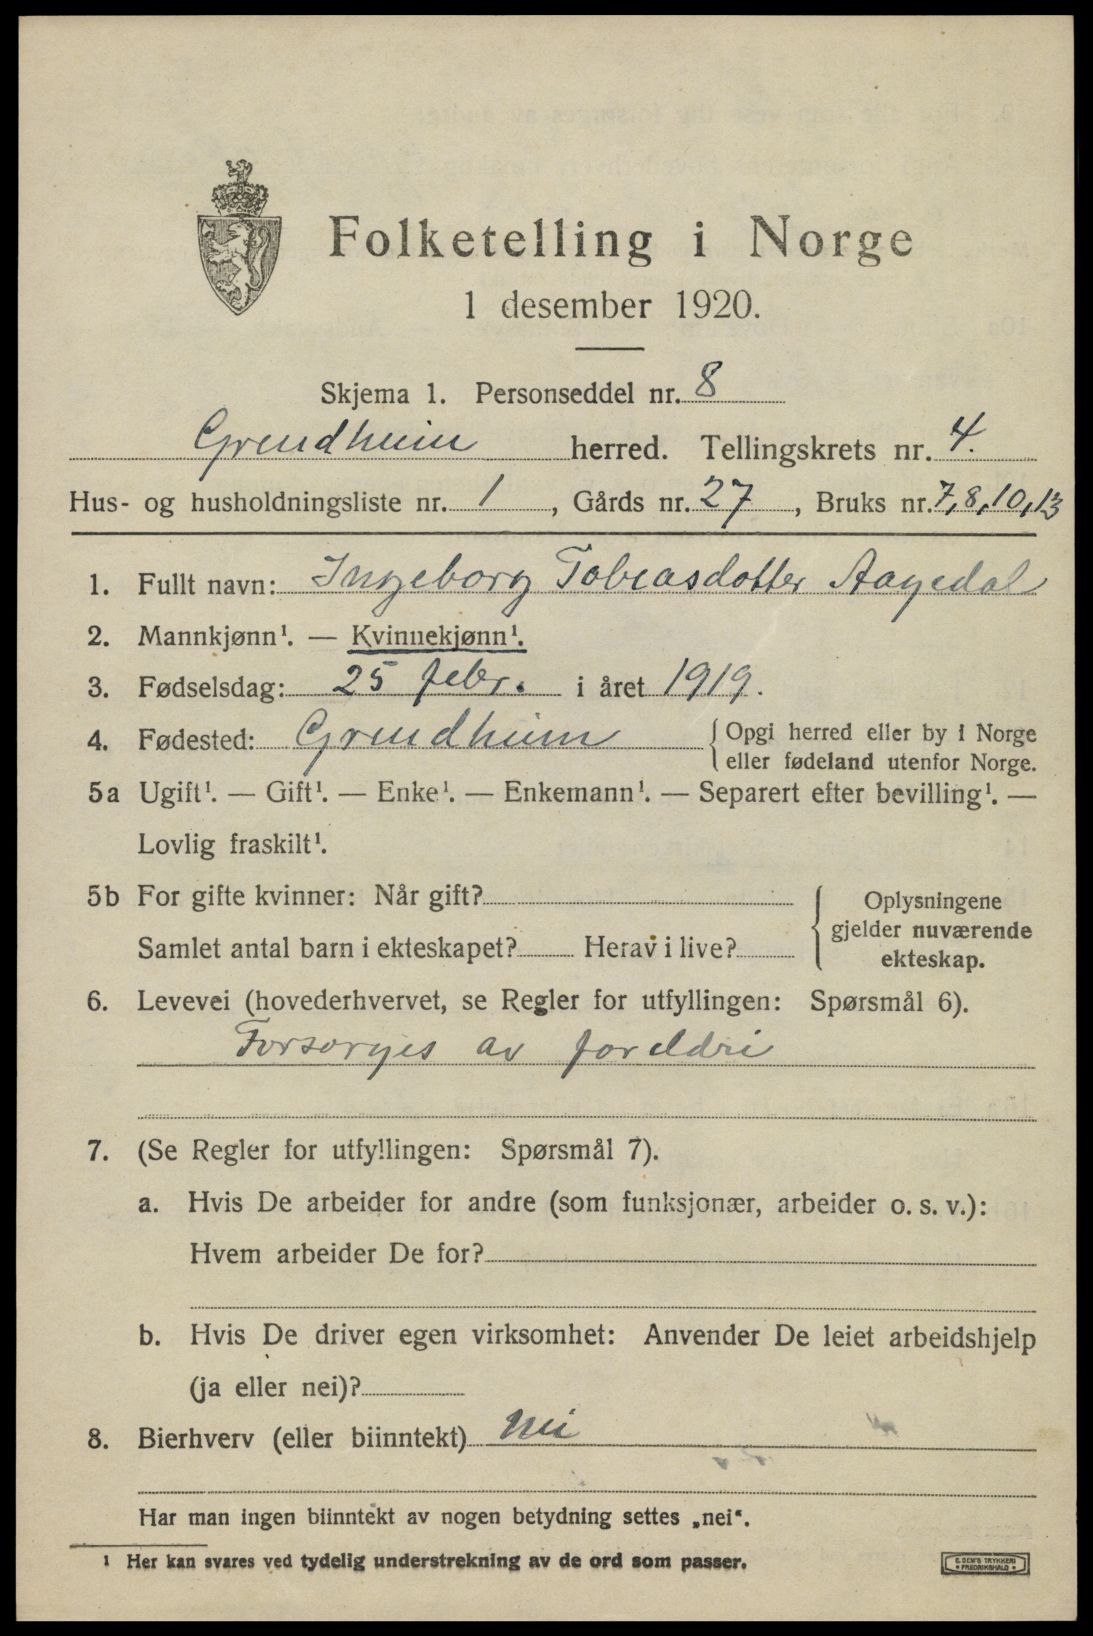 Folketelling i Norge
1 desember 1920.
Skjema 1. Personseddel nr. 8
Grindheim herred. Tellingskrets nr. 4.
Hus- og husholdningsliste nr. 1, Gårds nr. 27, Bruks nr. 7, 8, 10, 13
1. Fullt navn: Ingeborg Tobiasdotter Aagedal
2. Mannkjønn¹. — Kvinnekjønn¹.
3. Fødselsdag: 25 febr. i året 1919.
4. Fødested: Grindheim { Opgi herred eller by i Norge
eller fødeland utenfor Norge.
5a Ugift¹. — Gift¹. — Enke¹. — Enkemann¹. — Separert efter bevilling¹. —
Lovlig fraskilt¹.
5b For gifte kvinner: Når gift? { Oplysningene
gjelder nuværende
Samlet antal barn i ekteskapet? Herav i live? ekteskap.
6. Levevei (hovederhvervet, se Regler for utfyllingen: Spørsmål 6).
Forsørges av foreldre
7. (Se Regler for utfyllingen: Spørsmål 7).
a. Hvis De arbeider for andre (som funksjonær, arbeider o. s. v.):
Hvem arbeider De for?
b. Hvis De driver egen virksomhet: Anvender De leiet arbeidshjelp
(ja eller nei)?
8. Bierhverv (eller biinntekt) Nei
Har man ingen biinntekt av nogen betydning settes „nei“.
¹ Her kan svares ved tydelig understrekning av de ord som passer.
E. SEM'S TRYKKERI
• FREDRIKSHALD •